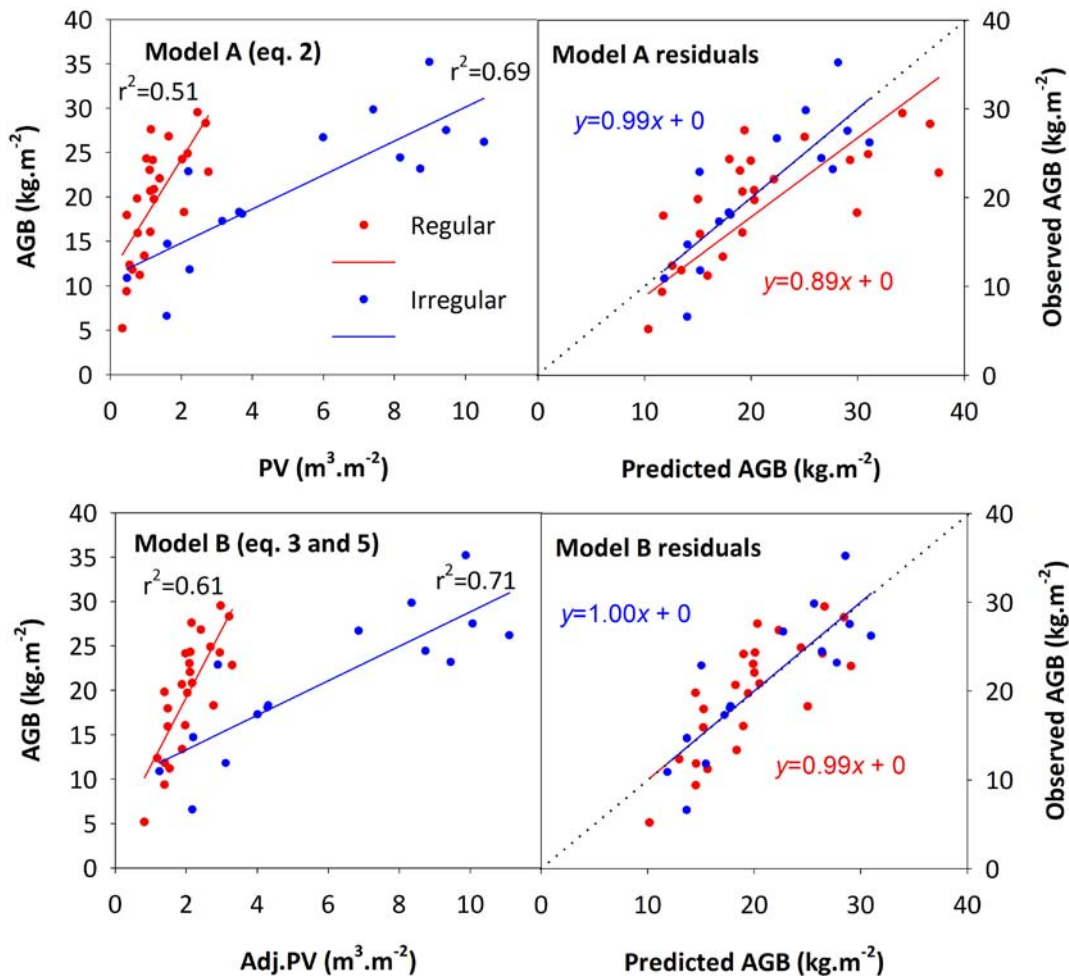 Model A (eq. 2)
r²=0.51
r²=0.69
Regular
Irregular
AGB (kg.m⁻²)
40
35
30
25
20
15
10
5
0
0 2 4 6 8 10
PV (m³.m⁻²)
Model A residuals
y=0.99x + 0
y=0.89x + 0
40
30
20
10
0
Observed AGB (kg.m⁻²)
0 10 20 30 40
Predicted AGB (kg.m⁻²)
Model B (eq. 3 and 5)
r²=0.61
r²=0.71
AGB (kg.m⁻²)
40
35
30
25
20
15
10
5
0
0 2 4 6 8 10
Adj.PV (m³.m⁻²)
Model B residuals
y=1.00x + 0
y=0.99x + 0
40
30
20
10
0
Observed AGB (kg.m⁻²)
0 10 20 30 40
Predicted AGB (kg.m⁻²)